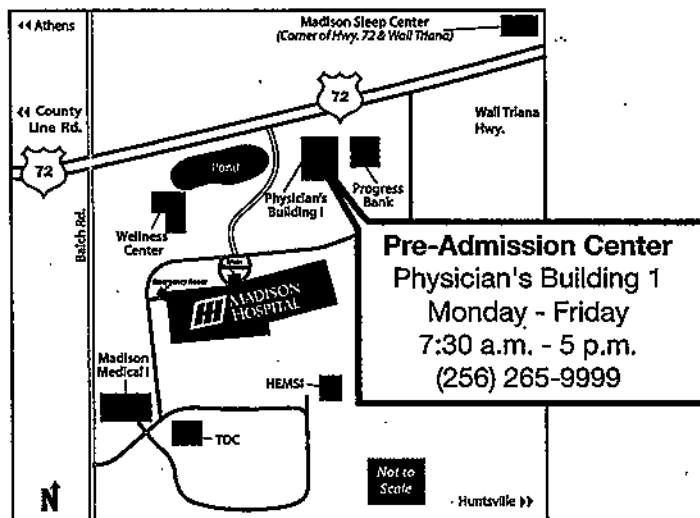 ◄◄ Athens
Madison Sleep Center
(Corner of Hwy. 72 & Wall Triana)
72
◄◄ County
Line Rd.
Wall Triana
Hwy.
72
Pond
Physician's
Building I
Progress
Bank
Balch Rd.
Wellness
Center
Pre-Admission Center
Physician's Building 1
Monday - Friday
7:30 a.m. - 5 p.m.
(256) 265-9999
MADISON
HOSPITAL
Madison
Medical I
HEMSI
TOC
Not to
Scale
N
Huntsville ►►